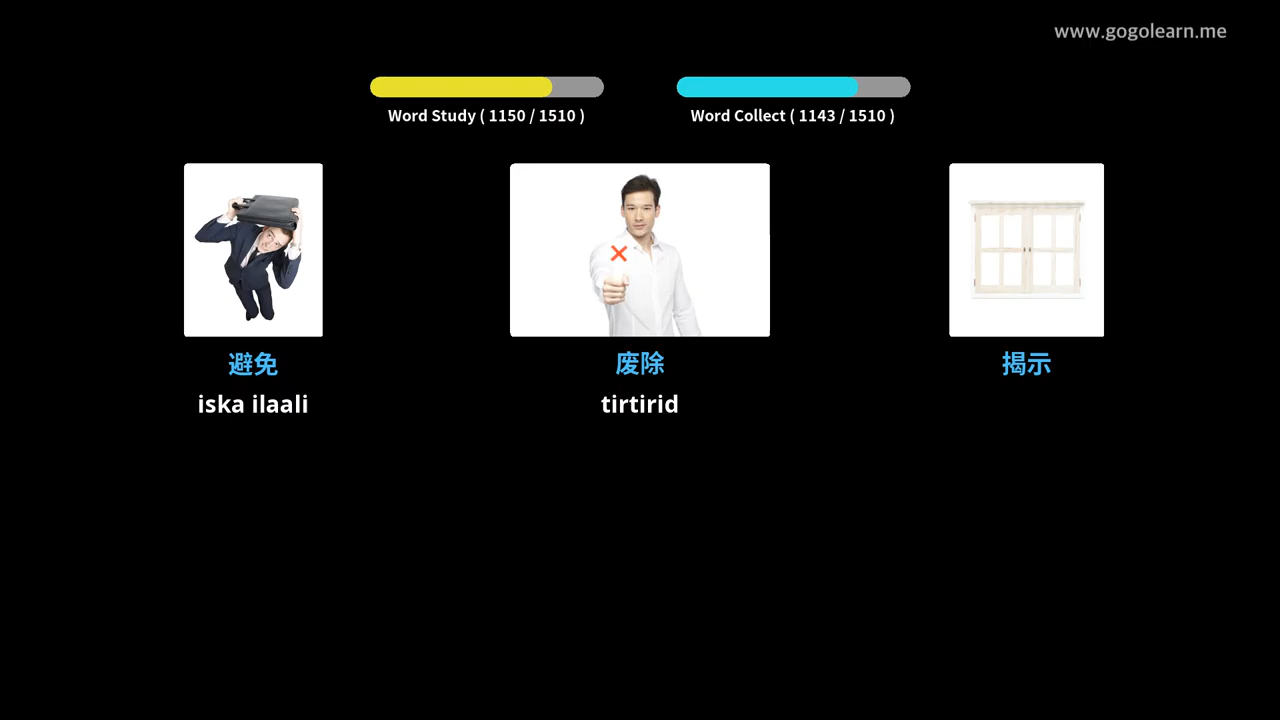 www.gogolearn.me
Word Study ( 1150 / 1510 )
Word Collect ( 1143 / 1510 )
避免
iska ilaali
废除
tirtirid
揭示